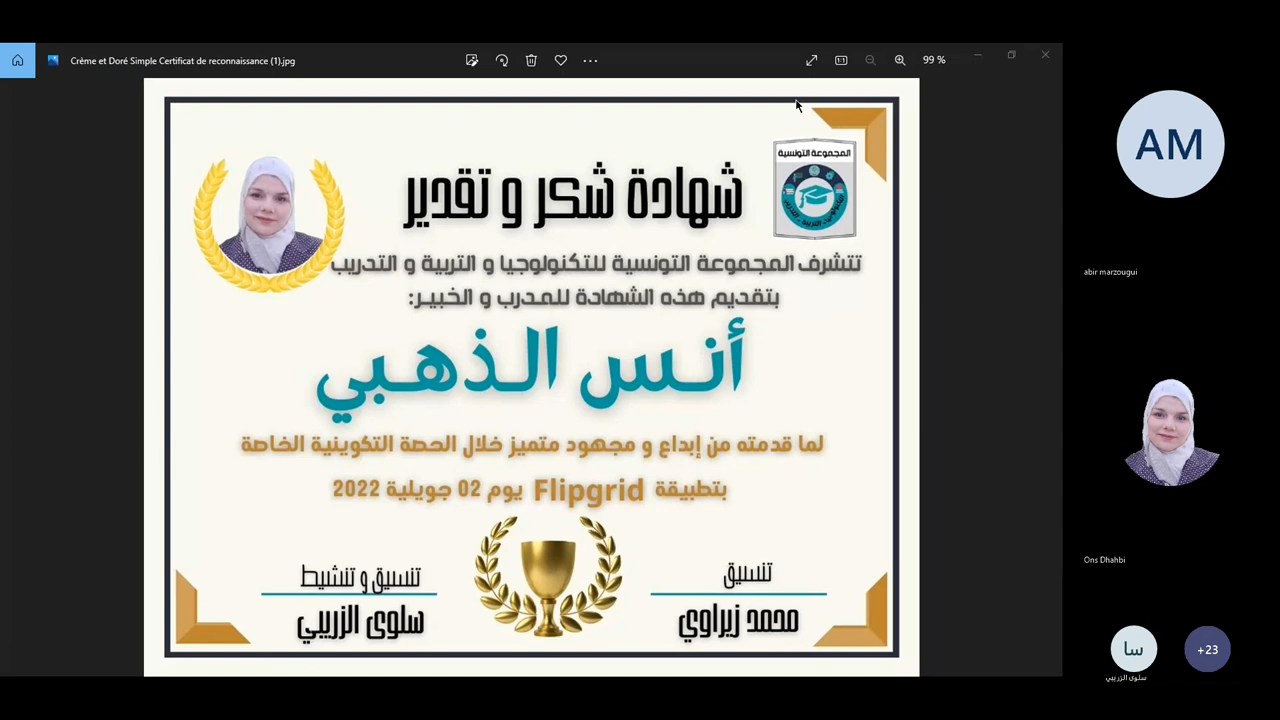 Crème et Doré Simple Certificat de reconnaissance (1).jpg
99 %
المجموعة التونسية
شهادة شكر و تقدير
تتشرف المجموعة التونسية للتكنولوجيا و التربية و التدريب
بتقديم هذه الشهادة للمدرب و الخبير:
أنس الذهبي
لما قدمته من إبداع و مجهود متميز خلال الحصة التكوينية الخاصة
بتطبيقة Flipgrid يوم 02 جويلية 2022
تنسيق
محمد زيراوي
تنسيق و تنشيط
سلوى الزريبي
AM
abir marzougui
Ons Dhahbi
سا
+23
سلوى الزريبي